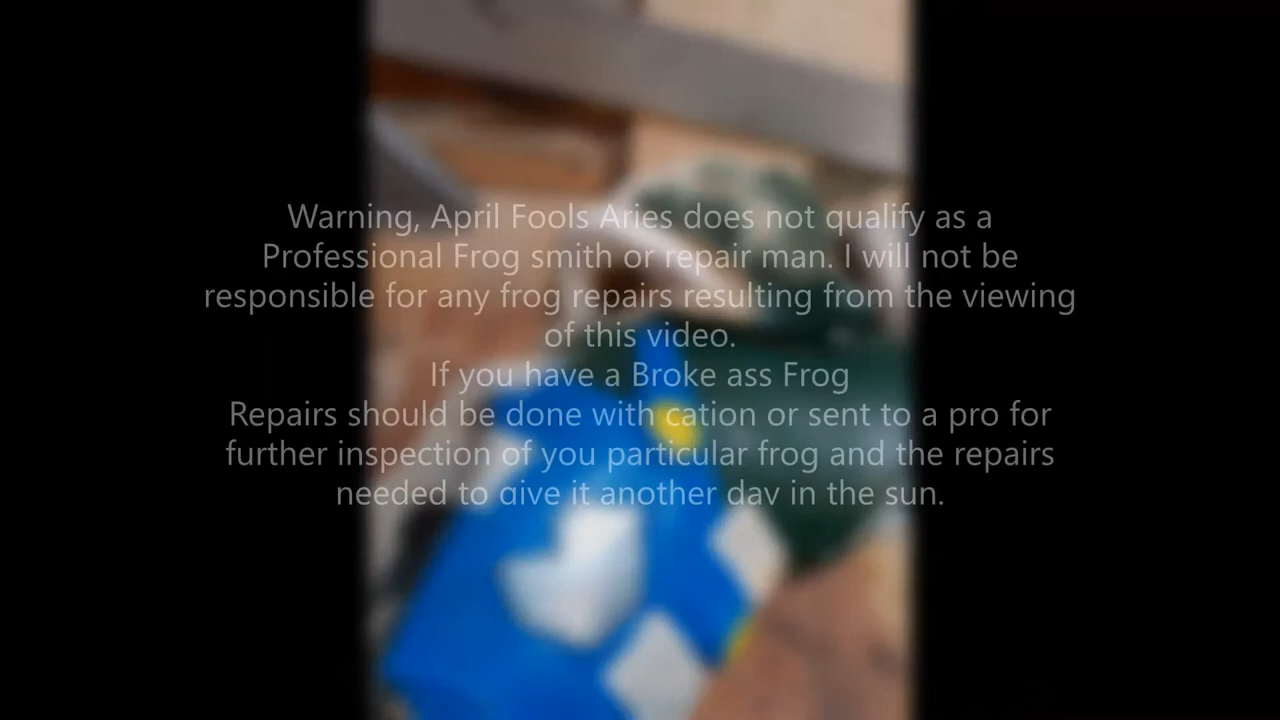 Warning, April Fools Aries does not qualify as a
Professional Frog smith or repair man. I will not be
responsible for any frog repairs resulting from the viewing
of this video.
If you have a Broke ass Frog
Repairs should be done with cation or sent to a pro for
further inspection of you particular frog and the repairs
needed to give it another day in the sun.